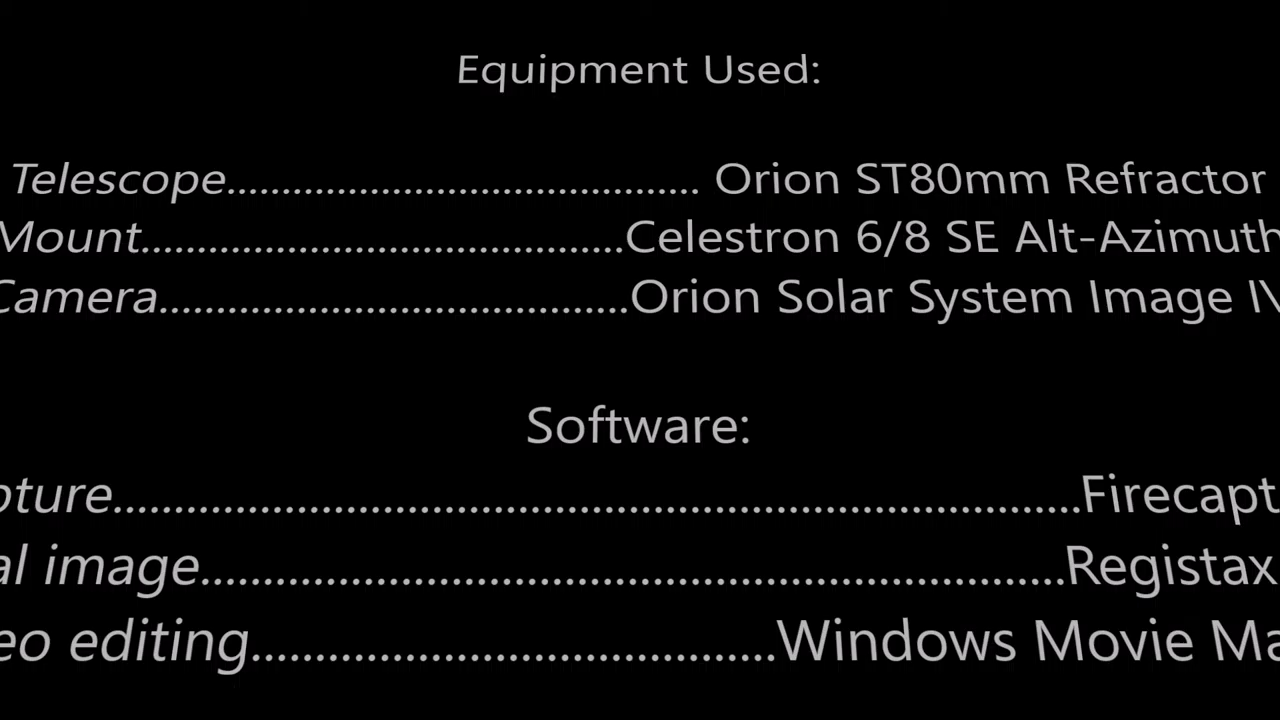 Equipment Used:
Telescope............................................... Orion ST80mm Refractor
Mount................................................Celestron 6/8 SE Alt-Azimuth
Camera...............................................Orion Solar System Image IV
Software:
pture................................................................Firecapt
al image..........................................................Registax
eo editing...................................Windows Movie Ma